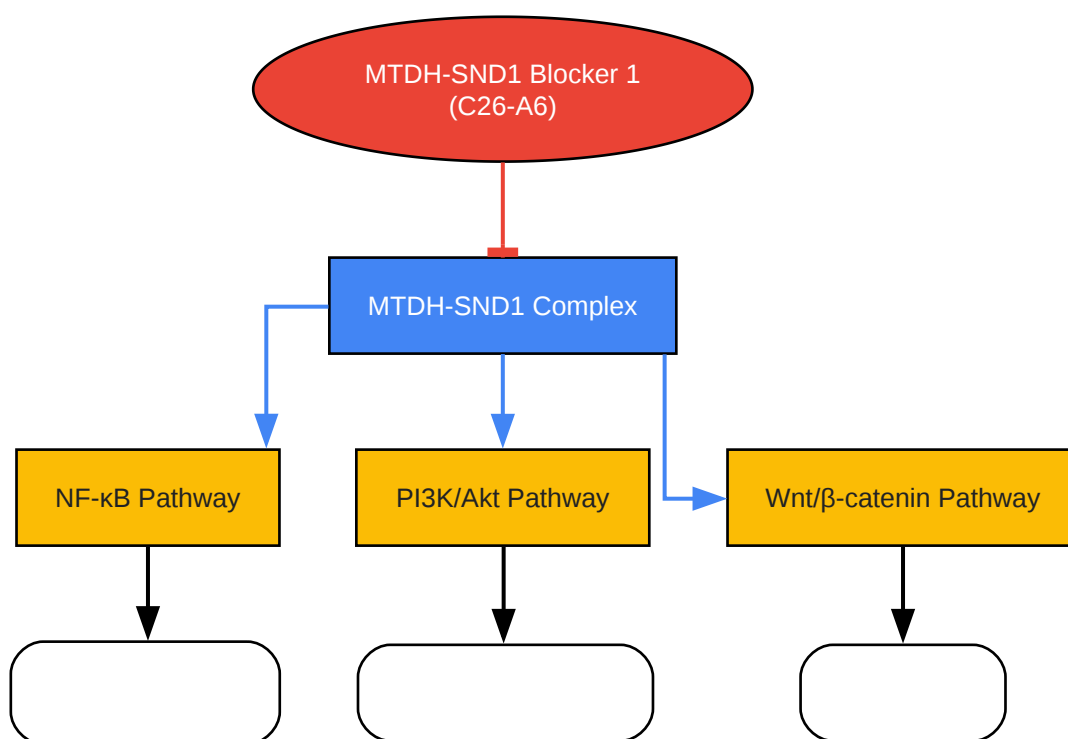 MTDH-SND1 Blocker 1
(C26-A6)
MTDH-SND1 Complex
NF-κB Pathway
PI3K/Akt Pathway
Wnt/β-catenin Pathway